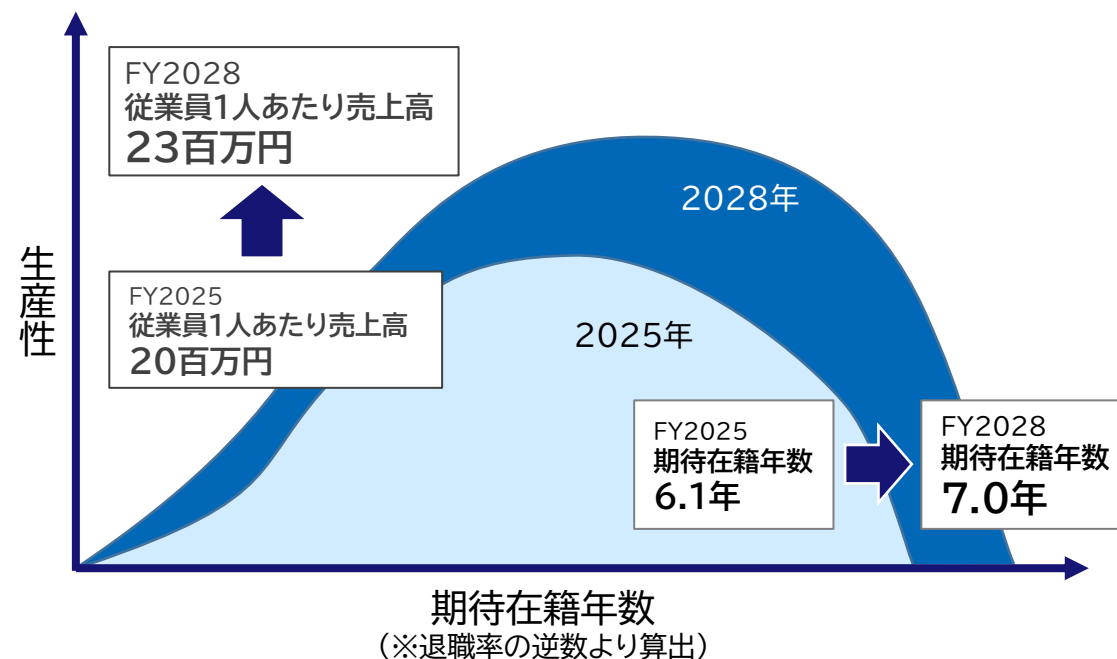 FY2028
従業員1人あたり売上高
23百万円
2028年
生産性
FY2025
従業員1人あたり売上高
20百万円
2025年
FY2025
期待在籍年数
6.1年
FY2028
期待在籍年数
7.0年
期待在籍年数
(※退職率の逆数より算出)